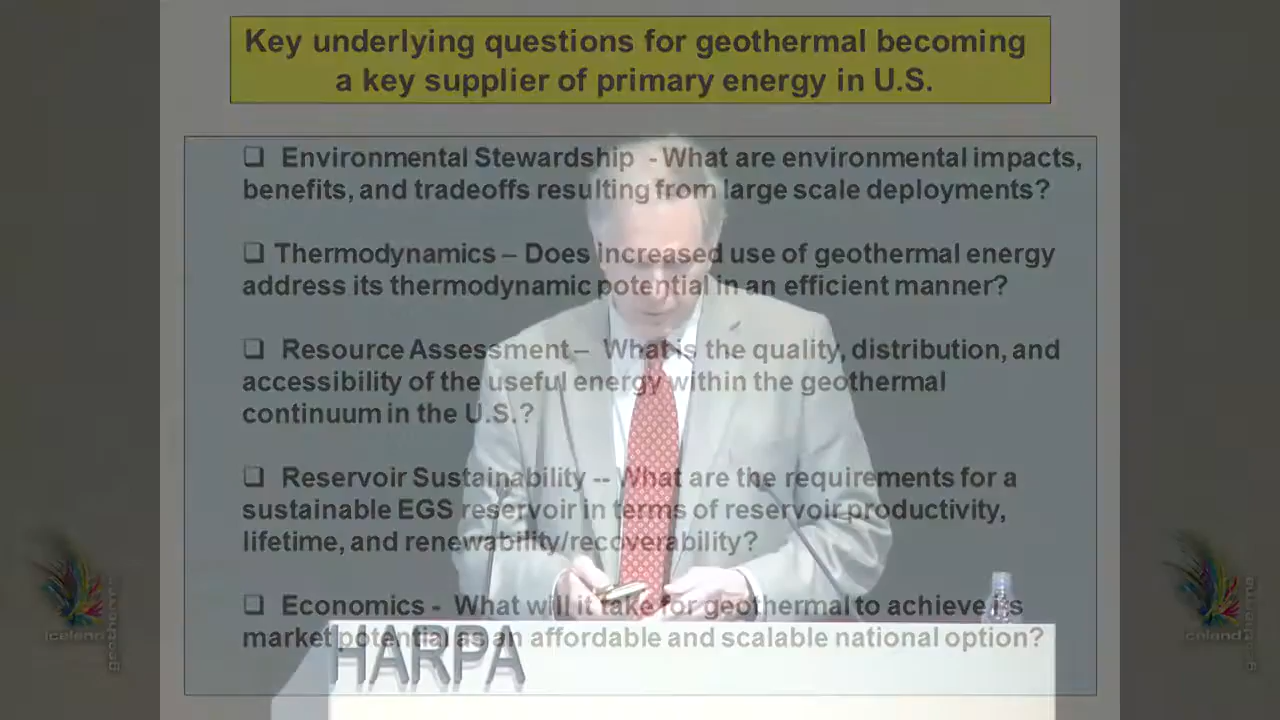 Key underlying questions for geothermal becoming
a key supplier of primary energy in U.S.
❑ Environmental Stewardship - What are environmental impacts,
benefits, and tradeoffs resulting from large scale deployments?
❑ Thermodynamics – Does Increased use of geothermal energy
address its thermodynamic potential in an efficient manner?
❑ Resource Assessment – What is the quality, distribution, and
accessibility of the useful energy within the geothermal
continuum in the U.S.?
❑ Reservoir Sustainability -- What are the requirements for a
sustainable EGS reservoir in terms of reservoir productivity,
lifetime, and renewability/recoverability?
❑ Economics - What will it take for geothermal to achieve its
market potential as an affordable and scalable national option?
HARPA
iceland
geothermal
iceland
geothermal